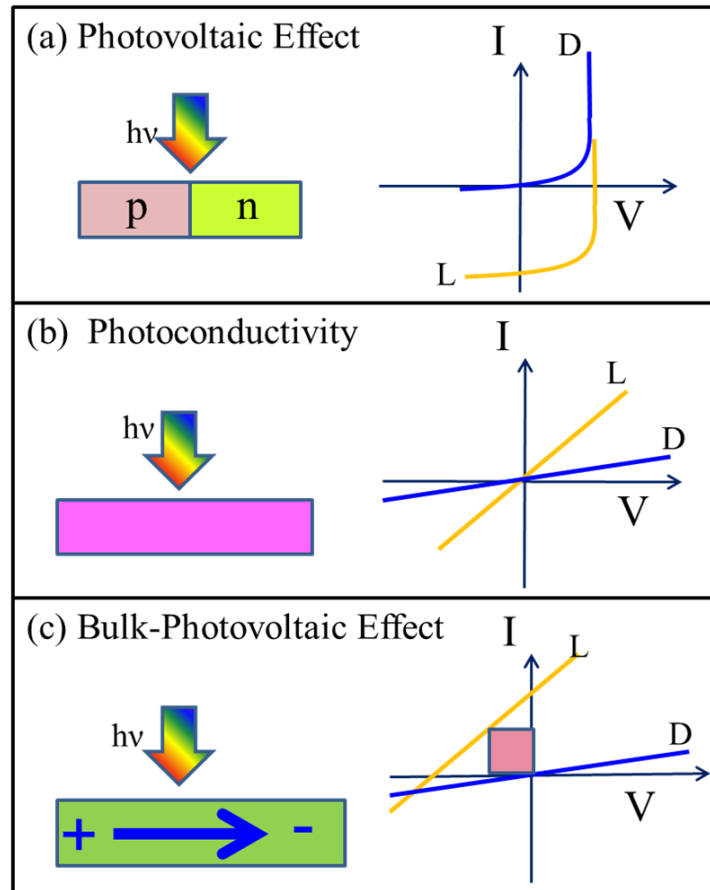 (a) Photovoltaic Effect
I
D
hν
p
n
V
L
(b) Photoconductivity
I
L
hν
D
V
(c) Bulk-Photovoltaic Effect
I
L
hν
D
+
-
V